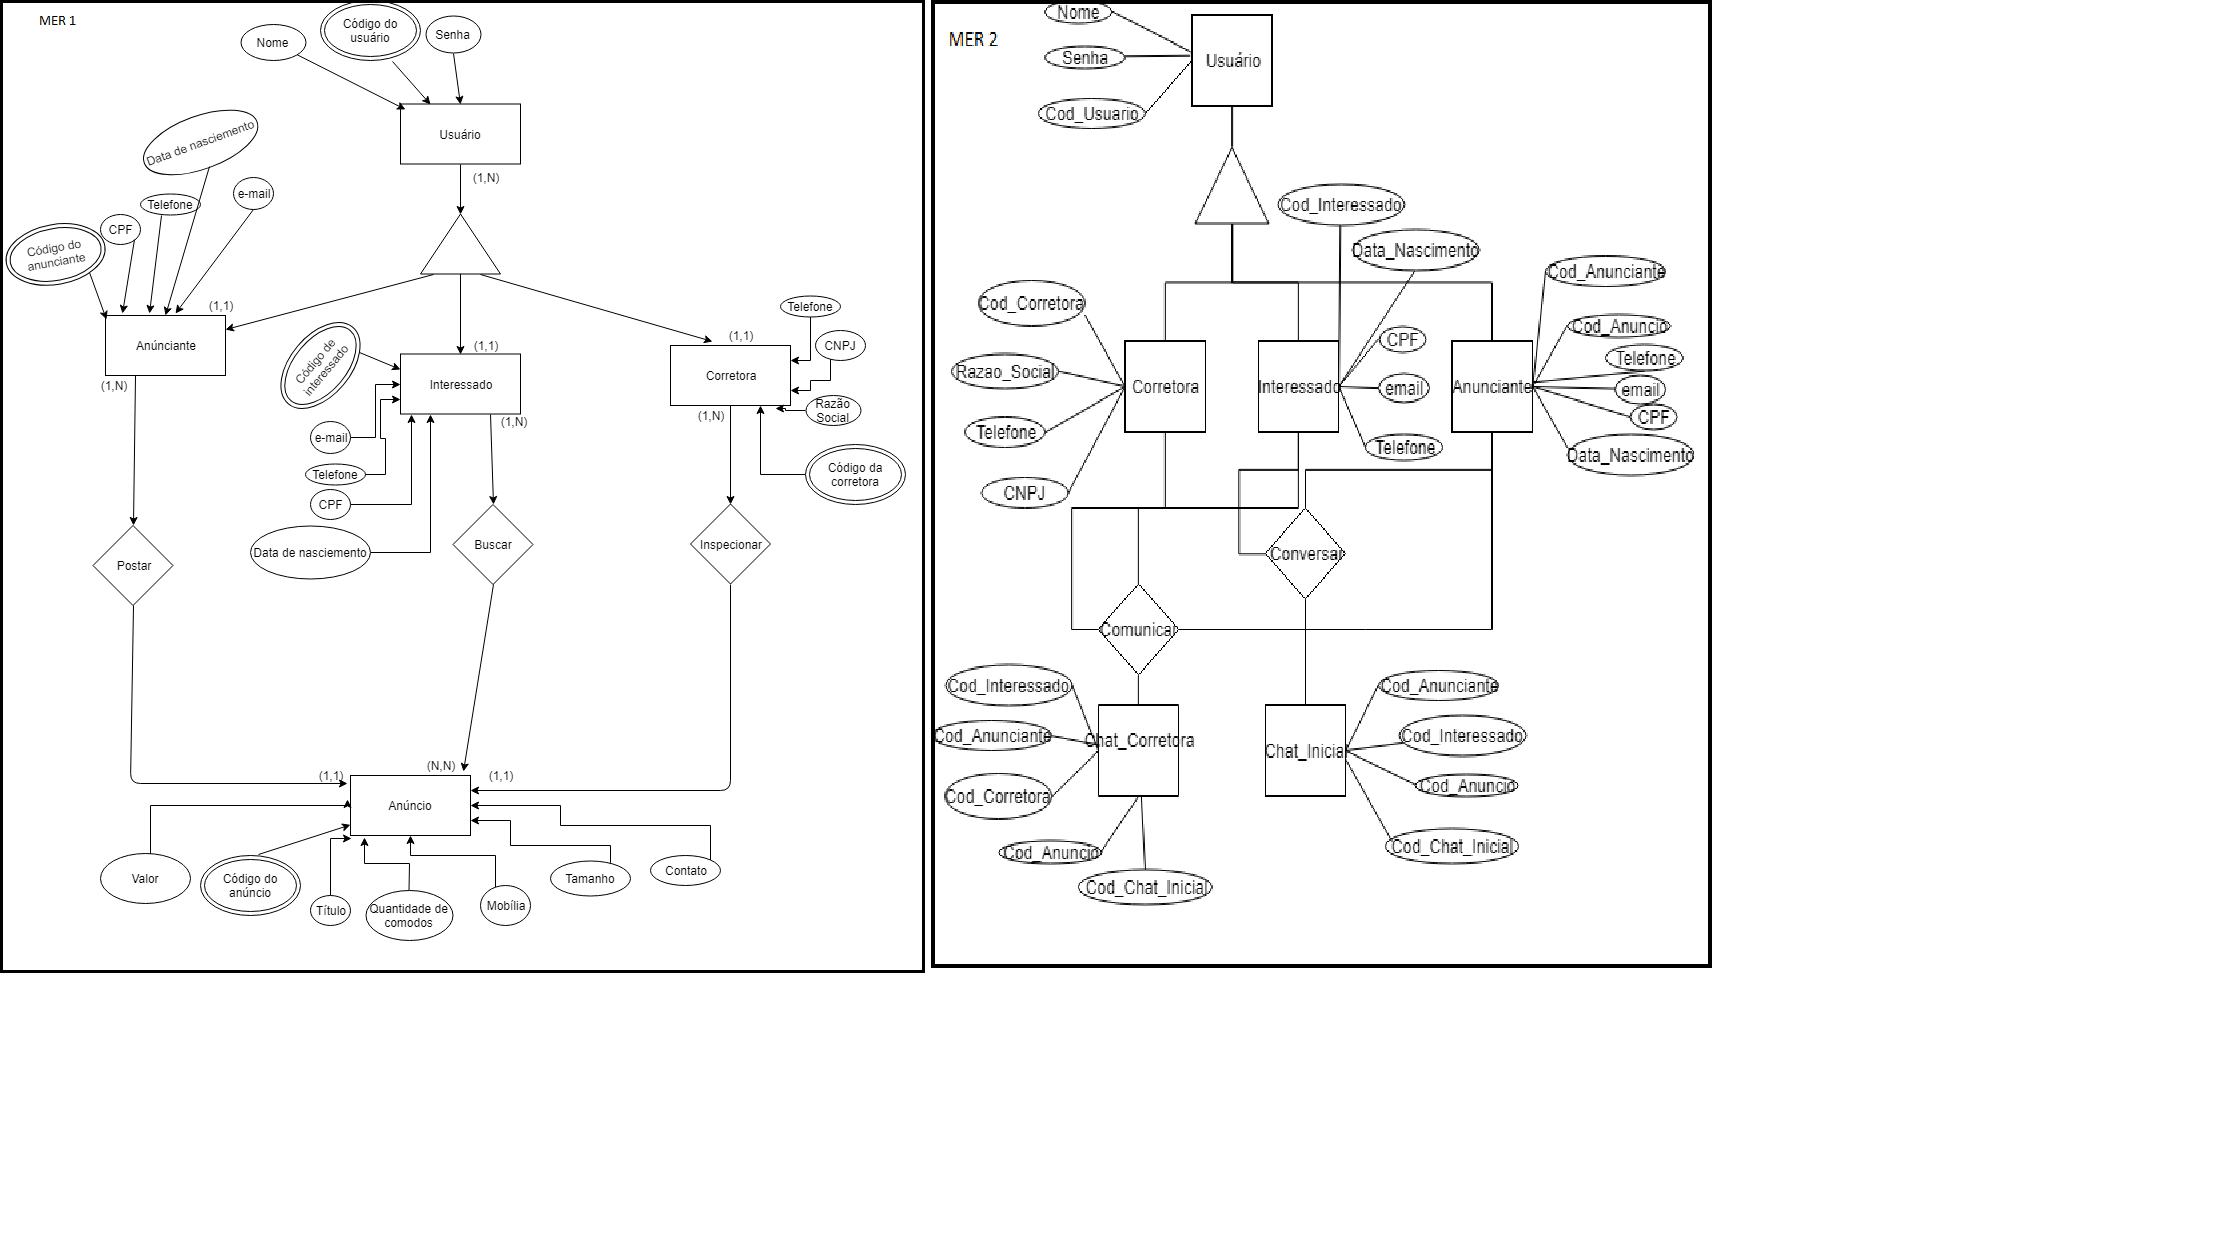 MER 1
Nome
Código do
usuário
Senha
Usuário
(1,N)
Data de nasciemento
e-mail
Telefone
CPF
Código do
anunciante
(1,1)
Anúnciante
(1,N)
Código de
interessado
(1,1)
Interessado
(1,N)
e-mail
Telefone
CPF
Data de nasciemento
Telefone
CNPJ
(1,1)
Corretora
(1,N)
Razão
Social
Código da
corretora
Postar
Buscar
Inspecionar
(1,1)
(N,N)
(1,1)
Anúncio
Valor
Código do
anúncio
Título
Quantidade de
comodos
Mobília
Tamanho
Contato
MER 2
Nome
Senha
Cod_Usuario
Usuário
Cod_Interessado
Data_Nascimento
CPF
email
Telefone
Cod_Corretora
Razao_Social
Telefone
CNPJ
Corretora
Interessado
Anunciante
Cod_Anunciante
Cod_Anuncio
Telefone
email
CPF
Data_Nascimento
Conversar
Comunicar
Cod_Interessado
Cod_Anunciante
Cod_Corretora
Cod_Anuncio
Cod_Chat_Inicial
Chat_Corretora
Chat_Inicial
Cod_Anunciante
Cod_Interessado
Cod_Anuncio
Cod_Chat_Inicial